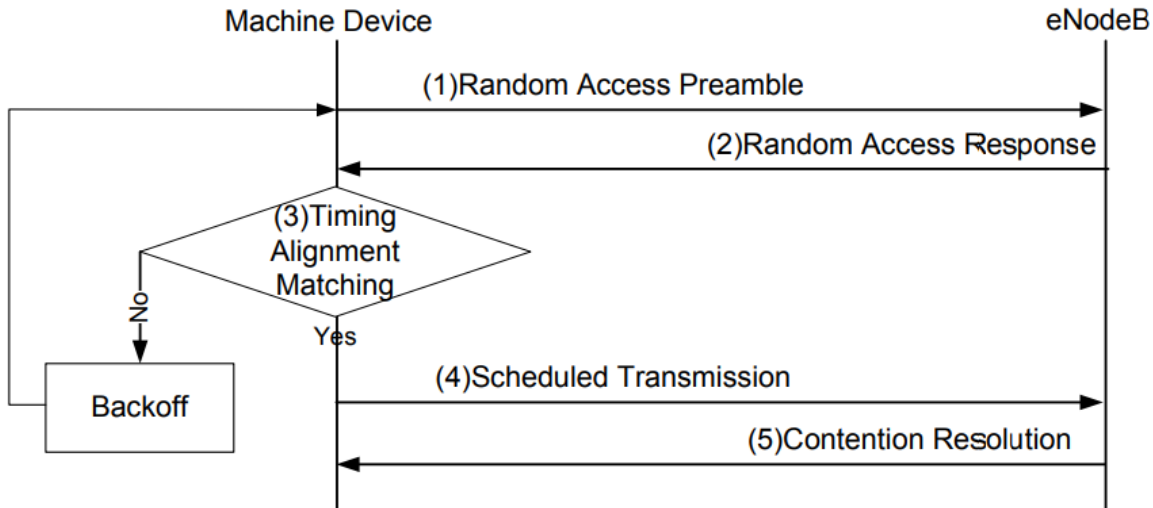 Machine Device
eNodeB
(1)Random Access Preamble
(2)Random Access Response
(3)Timing
Alignment
Matching
No
Yes
Backoff
(4)Scheduled Transmission
(5)Contention Resolution